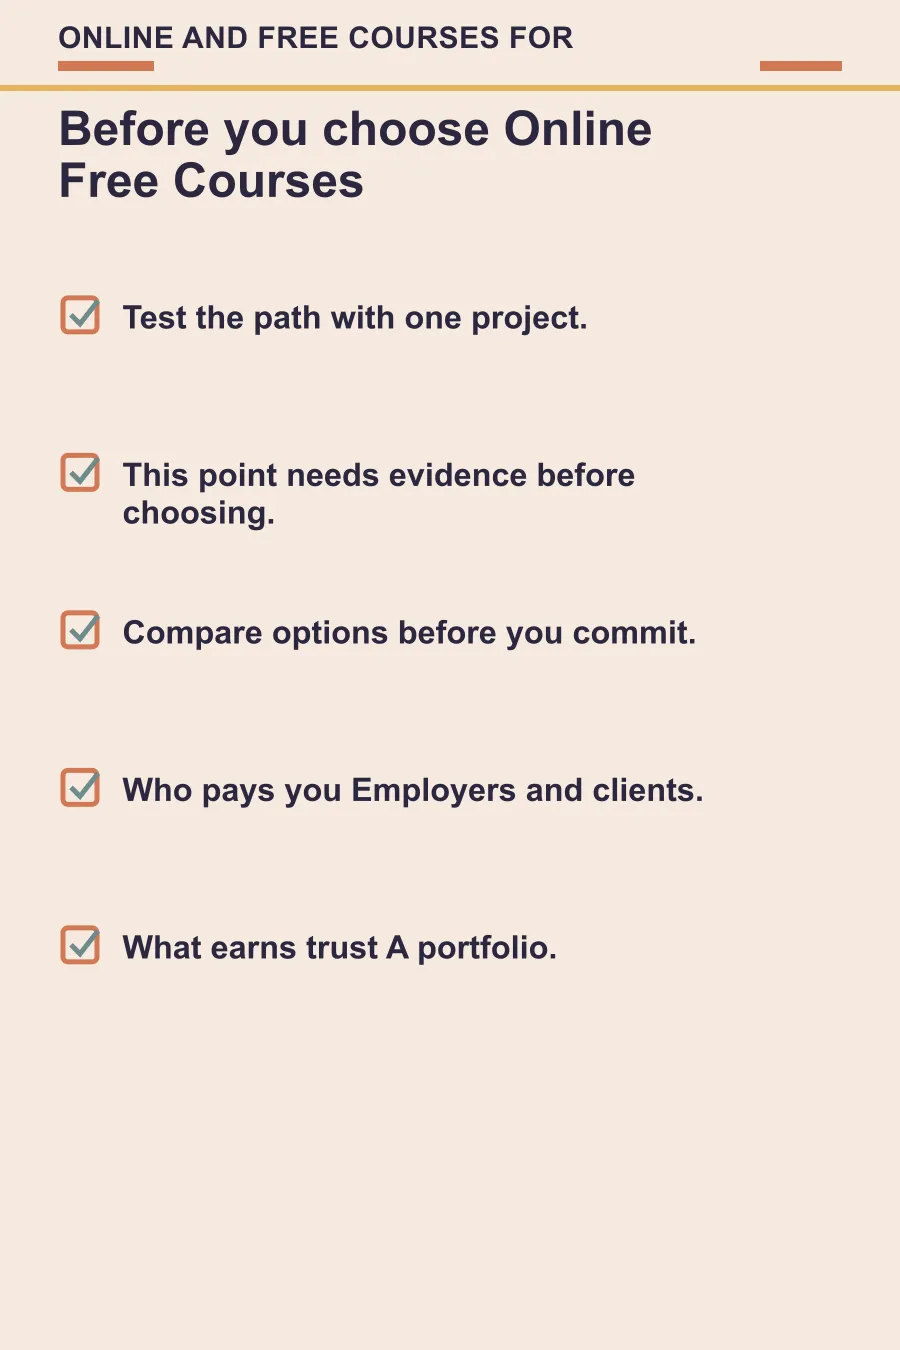 ONLINE AND FREE COURSES FOR
Before you choose Online
Free Courses
Test the path with one project.
This point needs evidence before
choosing.
Compare options before you commit.
Who pays you Employers and clients.
What earns trust A portfolio.